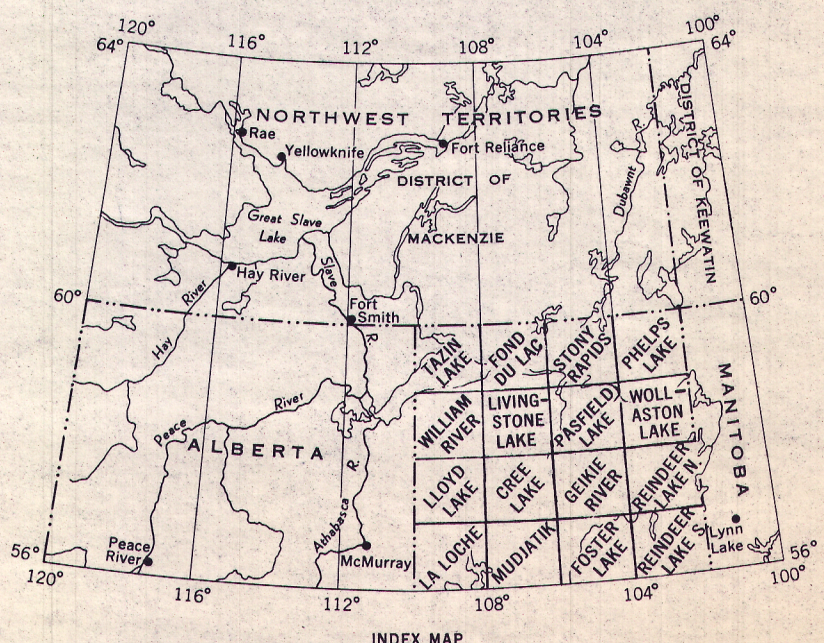 120°
116°
112°
108°
104°
100°
64°
64°
NORTHWEST TERRITORIES
Rae
Yellowknife
Fort Reliance
DISTRICT OF
MACKENZIE
DISTRICT OF KEEWATIN
Dubawnt R.
Great Slave
Lake
Slave
R.
Hay River
Hay River
Fort
Smith
60°
60°
TAZIN
LAKE
FOND
DU LAC
STONY
RAPIDS
PHELPS
LAKE
WILLIAM
RIVER
LIVING-
STONE
LAKE
PASFIELD
LAKE
WOLL-
ASTON
LAKE
LLOYD
LAKE
CREE
LAKE
GEIKIE
RIVER
REINDEER
LAKE N.
LA LOCHE
MUDJATIK
FOSTER
LAKE
REINDEER
LAKE S.
MANITOBA
Lynn
Lake
Peace River
ALBERTA
Athabasca R.
Peace
River
McMurray
56°
56°
120°
116°
112°
108°
104°
100°
INDEX MAP